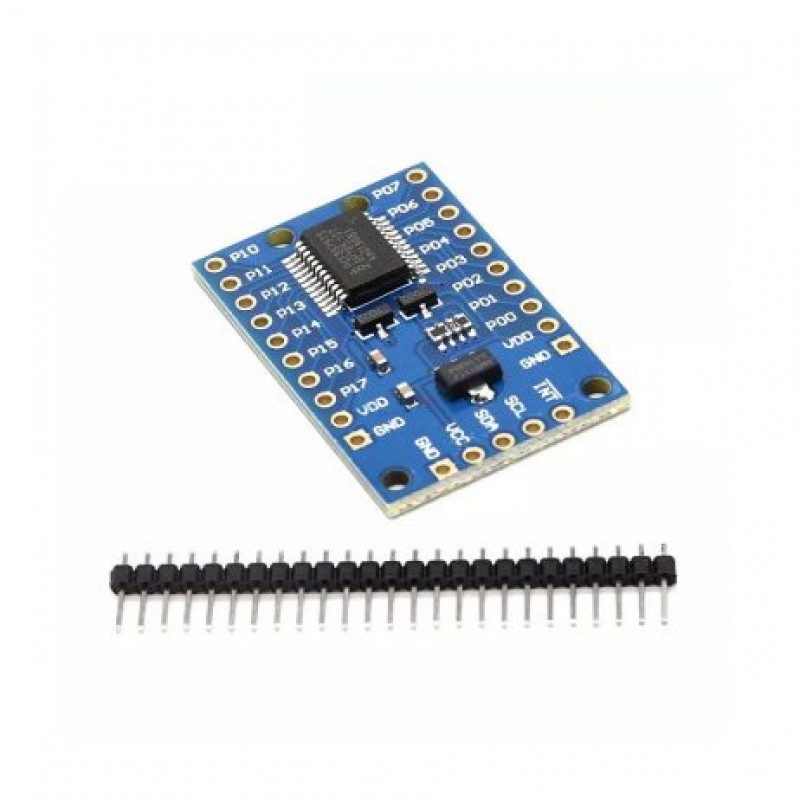 P07
P06
P05
P04
P03
P02
P01
P00
VDD
GND
P10
P11
P12
P13
P14
P15
P16
P17
VDD
GND
GND
VCC
SDA
SCL
INT